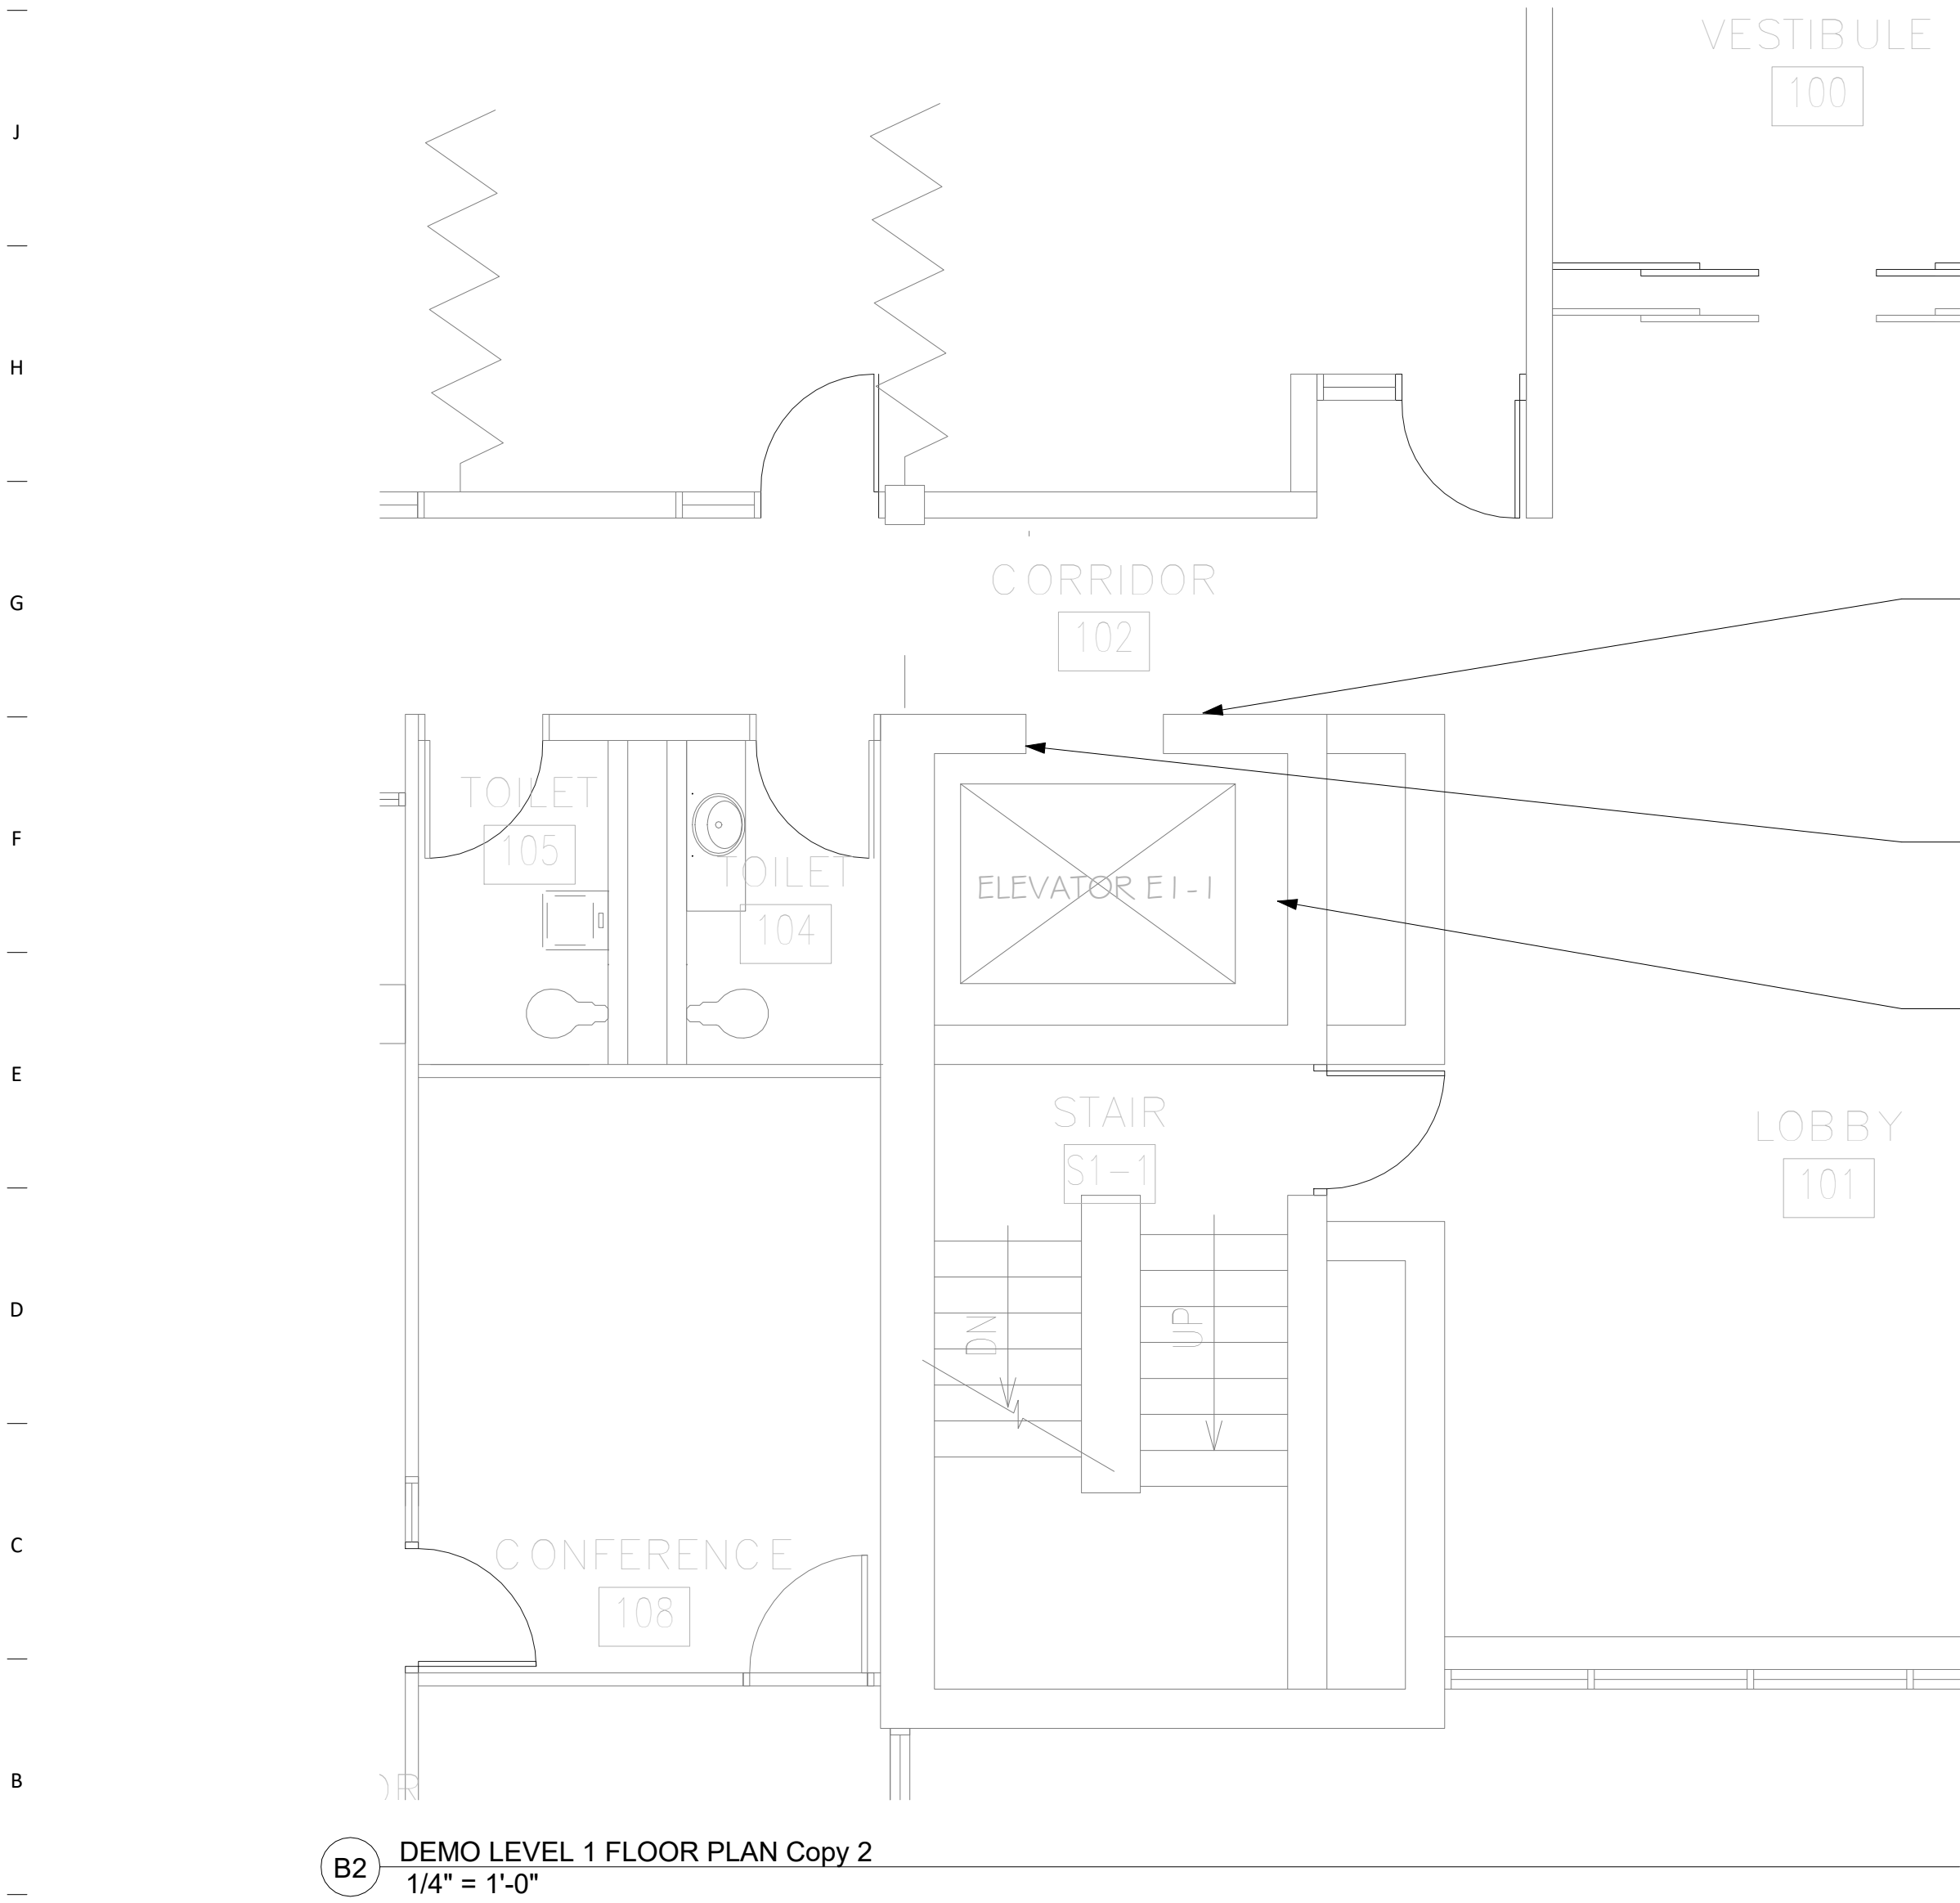 VESTIBULE
100
J
H
G
CORRIDOR
102
F
TOILET
105
TOILET
104
ELEVATOR E1-1
E
STAIR
S1-1
LOBBY
101
D
DN
UP
C
CONFERENCE
108
B
OR
B2
DEMO LEVEL 1 FLOOR PLAN Copy 2
1/4" = 1'-0"